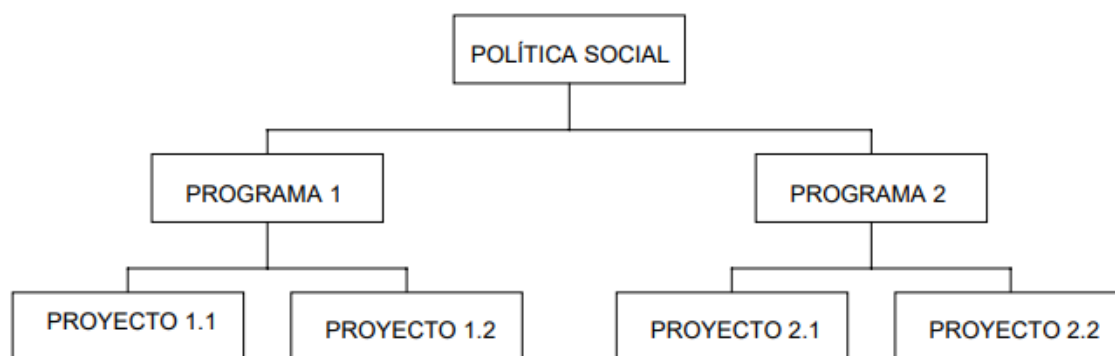 POLÍTICA SOCIAL
PROGRAMA 1
PROGRAMA 2
PROYECTO 1.1
PROYECTO 1.2
PROYECTO 2.1
PROYECTO 2.2